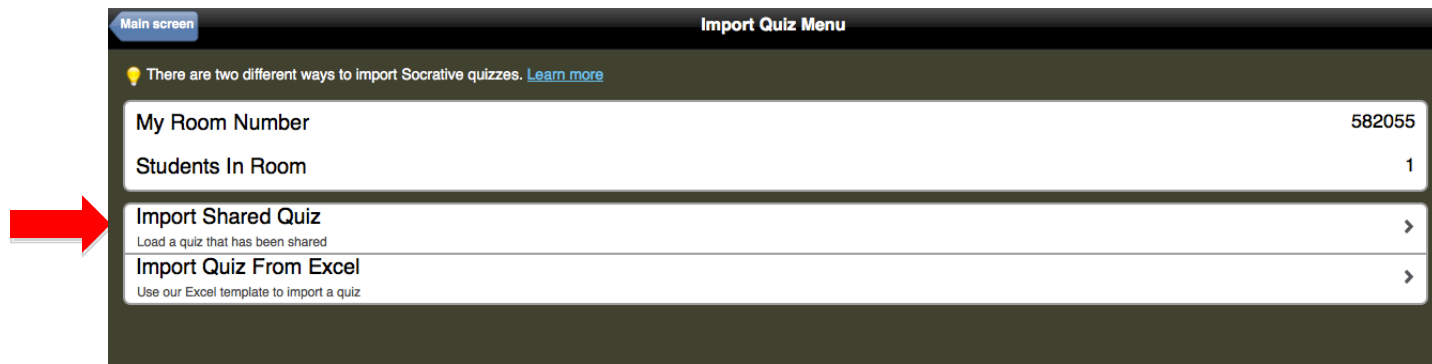 Main screen
Import Quiz Menu
There are two different ways to import Socrative quizzes. Learn more
My Room Number 582055
Students In Room 1
Import Shared Quiz
Load a quiz that has been shared
Import Quiz From Excel
Use our Excel template to import a quiz